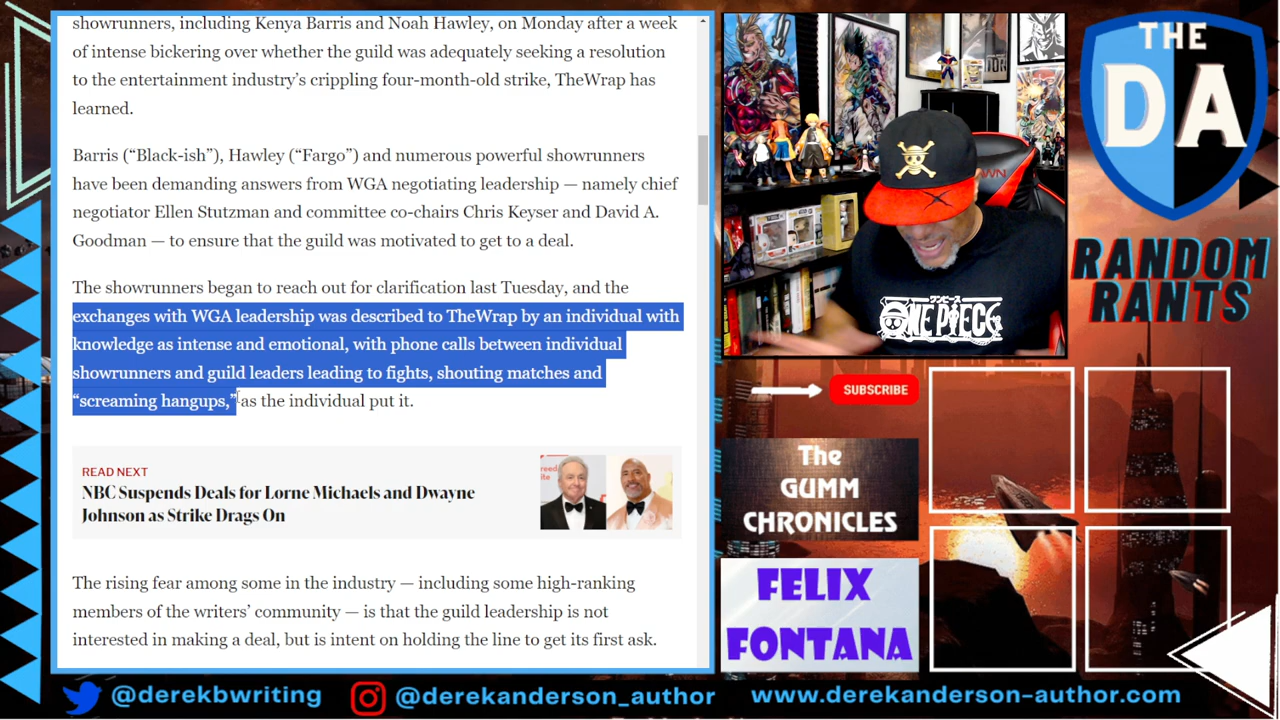 showrunners, including Kenya Barris and Noah Hawley, on Monday after a week
of intense bickering over whether the guild was adequately seeking a resolution
to the entertainment industry's crippling four-month-old strike, TheWrap has
learned.
Barris (“Black-ish”), Hawley (“Fargo”) and numerous powerful showrunners
have been demanding answers from WGA negotiating leadership — namely chief
negotiator Ellen Stutzman and committee co-chairs Chris Keyser and David A.
Goodman — to ensure that the guild was motivated to get to a deal.
The showrunners began to reach out for clarification last Tuesday, and the
exchanges with WGA leadership was described to TheWrap by an individual with
knowledge as intense and emotional, with phone calls between individual
showrunners and guild leaders leading to fights, shouting matches and
“screaming hangups,” as the individual put it.
READ NEXT
NBC Suspends Deals for Lorne Michaels and Dwayne
Johnson as Strike Drags On
The rising fear among some in the industry — including some high-ranking
members of the writers' community — is that the guild leadership is not
interested in making a deal, but is intent on holding the line to get its first ask.
ONE PIECE
THE
DA
RANDOM
RANTS
SUBSCRIBE
The
GUMM
CHRONICLES
FELIX
FONTANA
@derekbwriting
@derekanderson_author
www.derekanderson-author.com